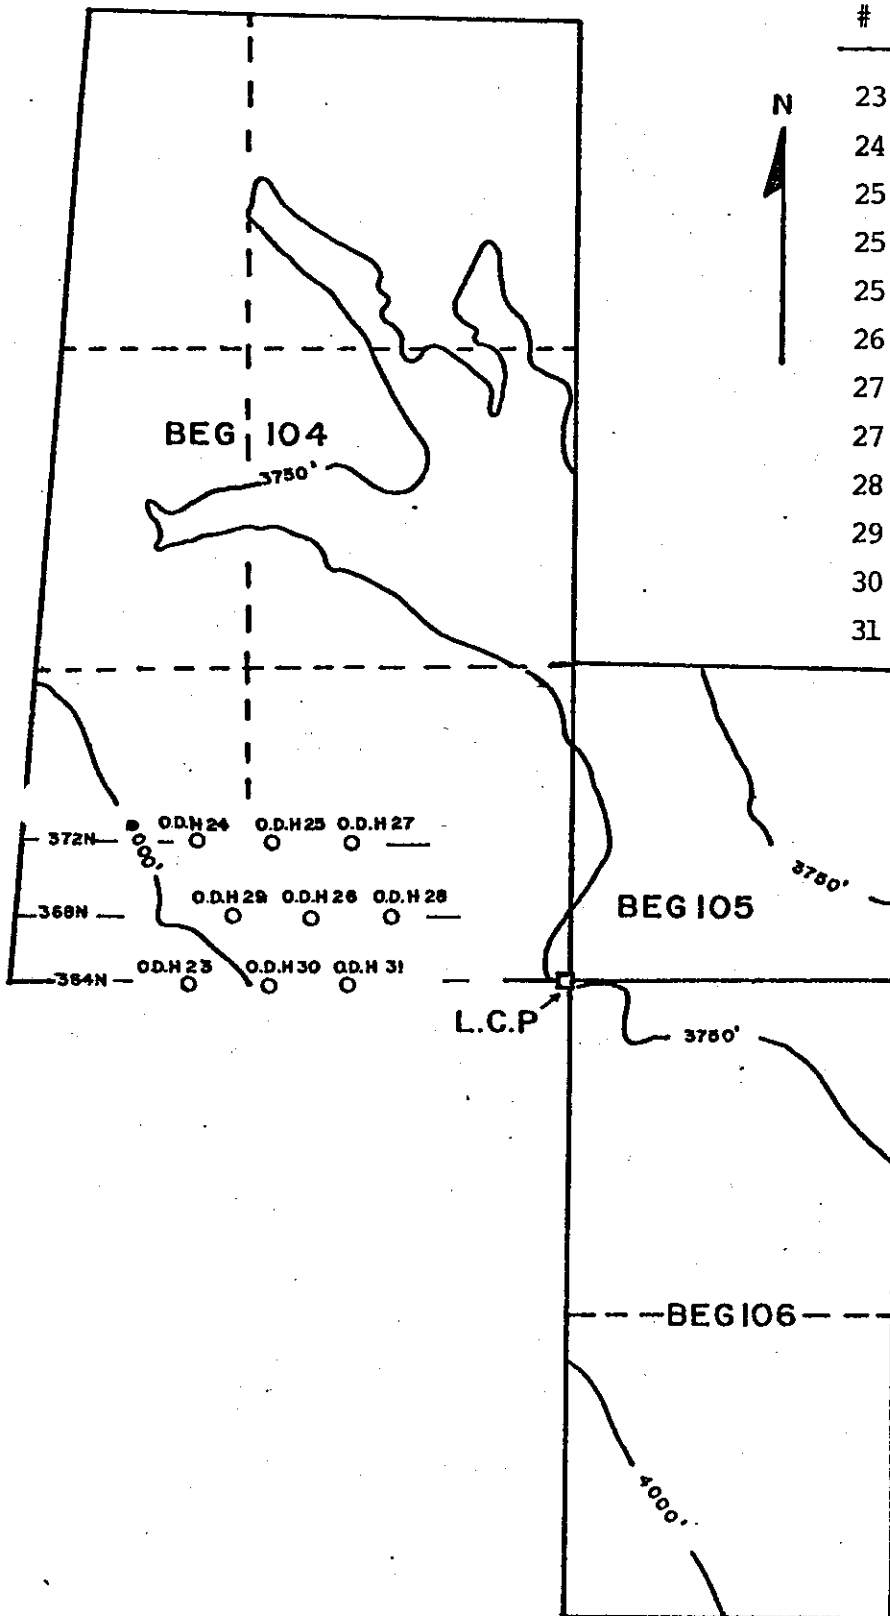 #
23
N
24
25
25
25
26
27
BEG 104
27
3750'
28
29
30
31
O.D.H 24 O.D.H 25 O.D.H 27
372N
3750'
O.D.H 29 O.D.H 26 O.D.H 28
368N
BEG 105
O.D.H 23 O.D.H 30 O.D.H 31
364N
L.C.P
3750'
BEG 106
4000'